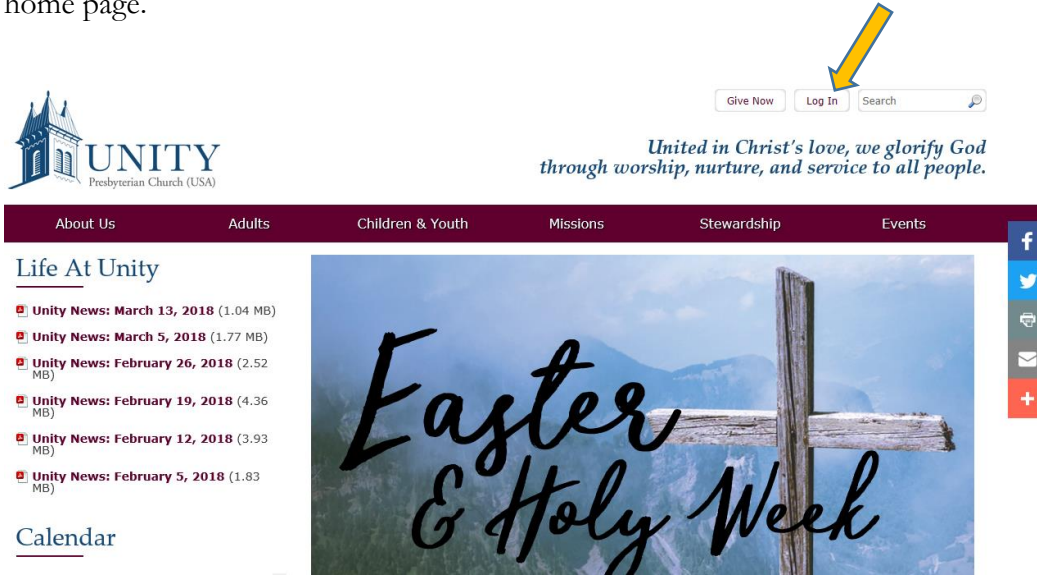 home page.
Give Now
Log In
Search
UNITY
Presbyterian Church (USA)
United in Christ's love, we glorify God
through worship, nurture, and service to all people.
About Us
Adults
Children & Youth
Missions
Stewardship
Events
Life At Unity
Unity News: March 13, 2018 (1.04 MB)
Unity News: March 5, 2018 (1.77 MB)
Unity News: February 26, 2018 (2.52
MB)
Unity News: February 19, 2018 (4.36
MB)
Unity News: February 12, 2018 (3.93
MB)
Unity News: February 5, 2018 (1.83
MB)
Calendar
Easter
& Holy Week